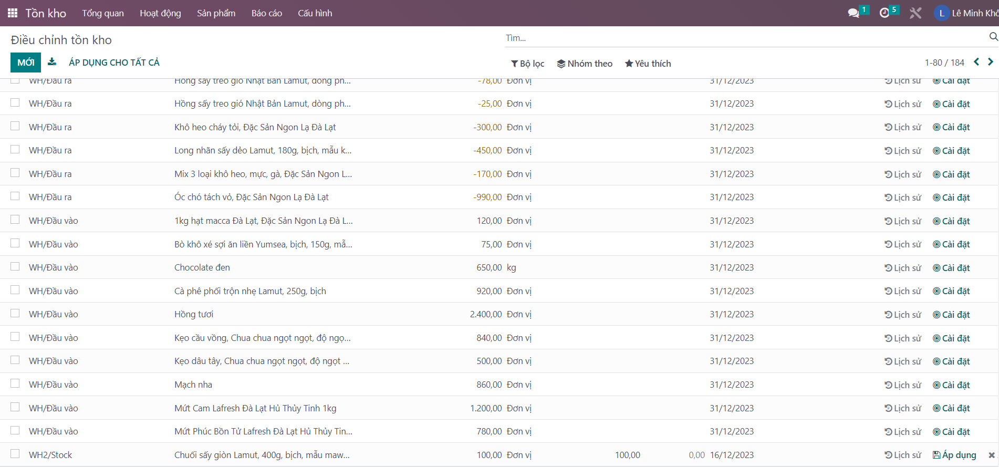 Tồn kho Tổng quan Hoạt động Sản phẩm Báo cáo Cấu hình 1 5 L Lê Minh Khô
Điều chỉnh tồn kho Tìm...
MỚI ÁP DỤNG CHO TẤT CẢ Bộ lọc Nhóm theo Yêu thích 1-80 / 184
WH/Đầu ra Hồng sấy treo gió Nhật Bản Lamut, dòng ph... -78,00 Đơn vị 31/12/2023 Lịch sử Cài đặt
WH/Đầu ra Hồng sấy treo gió Nhật Bản Lamut, dòng ph... -25,00 Đơn vị 31/12/2023 Lịch sử Cài đặt
WH/Đầu ra Khô heo cháy tỏi, Đặc Sản Ngon Lạ Đà Lạt -300,00 Đơn vị 31/12/2023 Lịch sử Cài đặt
WH/Đầu ra Long nhãn sấy dẻo Lamut, 180g, bịch, mẫu k... -450,00 Đơn vị 31/12/2023 Lịch sử Cài đặt
WH/Đầu ra Mix 3 loại khô heo, mực, gà, Đặc Sản Ngon L... -170,00 Đơn vị 31/12/2023 Lịch sử Cài đặt
WH/Đầu ra Óc chó tách vỏ, Đặc Sản Ngon Lạ Đà Lạt -990,00 Đơn vị 31/12/2023 Lịch sử Cài đặt
WH/Đầu vào 1kg hạt macca Đà Lạt, Đặc Sản Ngon Lạ Đà L... 120,00 Đơn vị 31/12/2023 Lịch sử Cài đặt
WH/Đầu vào Bò khô xé sợi ăn liền Yumsea, bịch, 150g, mẫ... 75,00 Đơn vị 31/12/2023 Lịch sử Cài đặt
WH/Đầu vào Chocolate đen 650,00 kg 31/12/2023 Lịch sử Cài đặt
WH/Đầu vào Cà phê phối trộn nhẹ Lamut, 250g, bịch 920,00 Đơn vị 31/12/2023 Lịch sử Cài đặt
WH/Đầu vào Hồng tươi 2.400,00 Đơn vị 31/12/2023 Lịch sử Cài đặt
WH/Đầu vào Kẹo cầu vồng, Chua chua ngọt ngọt, độ ngọ... 840,00 Đơn vị 31/12/2023 Lịch sử Cài đặt
WH/Đầu vào Kẹo dâu tây, Chua chua ngọt ngọt, độ ngọt ... 500,00 Đơn vị 31/12/2023 Lịch sử Cài đặt
WH/Đầu vào Mạch nha 860,00 Đơn vị 31/12/2023 Lịch sử Cài đặt
WH/Đầu vào Mứt Cam Lafresh Đà Lạt Hủ Thủy Tinh 1kg 1.200,00 Đơn vị 31/12/2023 Lịch sử Cài đặt
WH/Đầu vào Mứt Phúc Bồn Tử Lafresh Đà Lạt Hủ Thủy Tin... 780,00 Đơn vị 31/12/2023 Lịch sử Cài đặt
WH2/Stock Chuối sấy giòn Lamut, 400g, bịch, mẫu maw... 100,00 Đơn vị 100,00 0,00 16/12/2023 Lịch sử Áp dụng